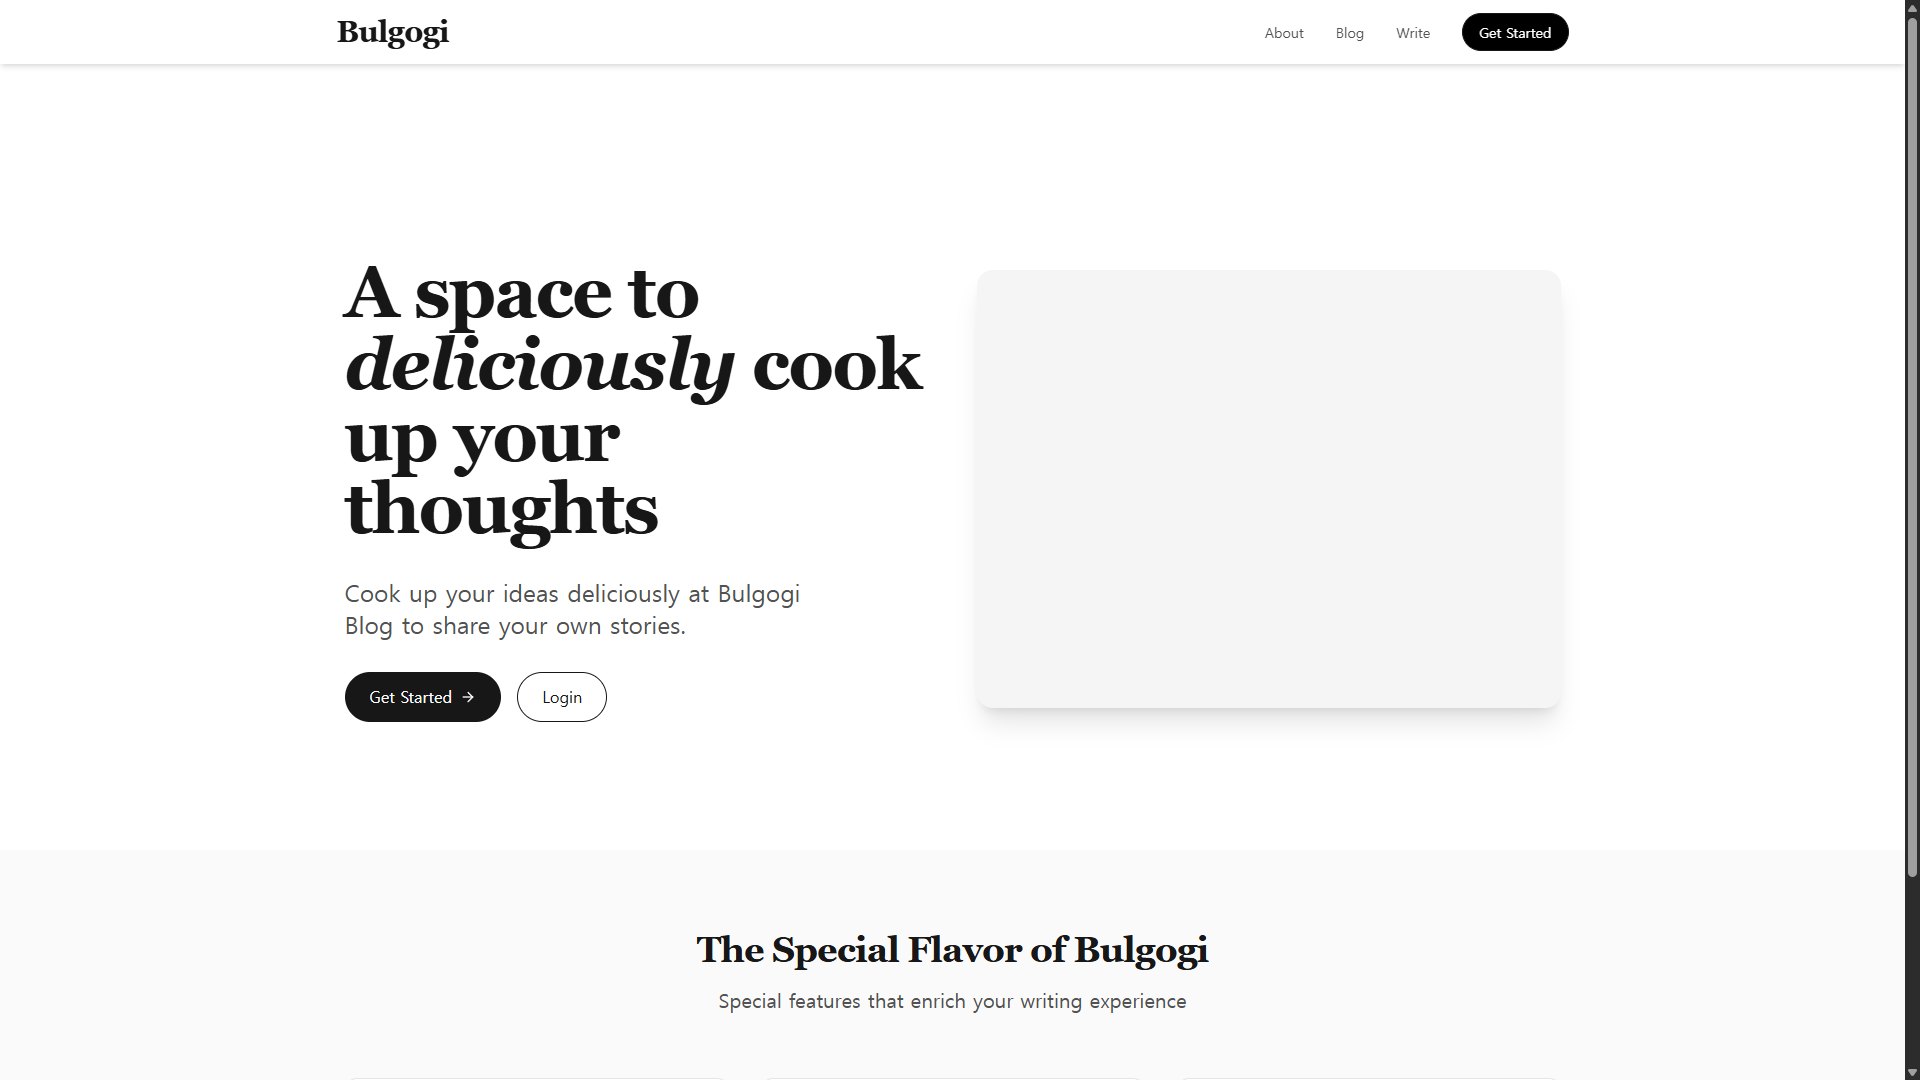 Bulgogi
About
Blog
Write
Get Started
A space to
deliciously cook
up your
thoughts
Cook up your ideas deliciously at Bulgogi
Blog to share your own stories.
Get Started →
Login
The Special Flavor of Bulgogi
Special features that enrich your writing experience